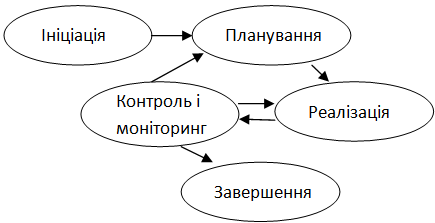 Ініціація
Планування
Контроль і
моніторинг
Реалізація
Завершення